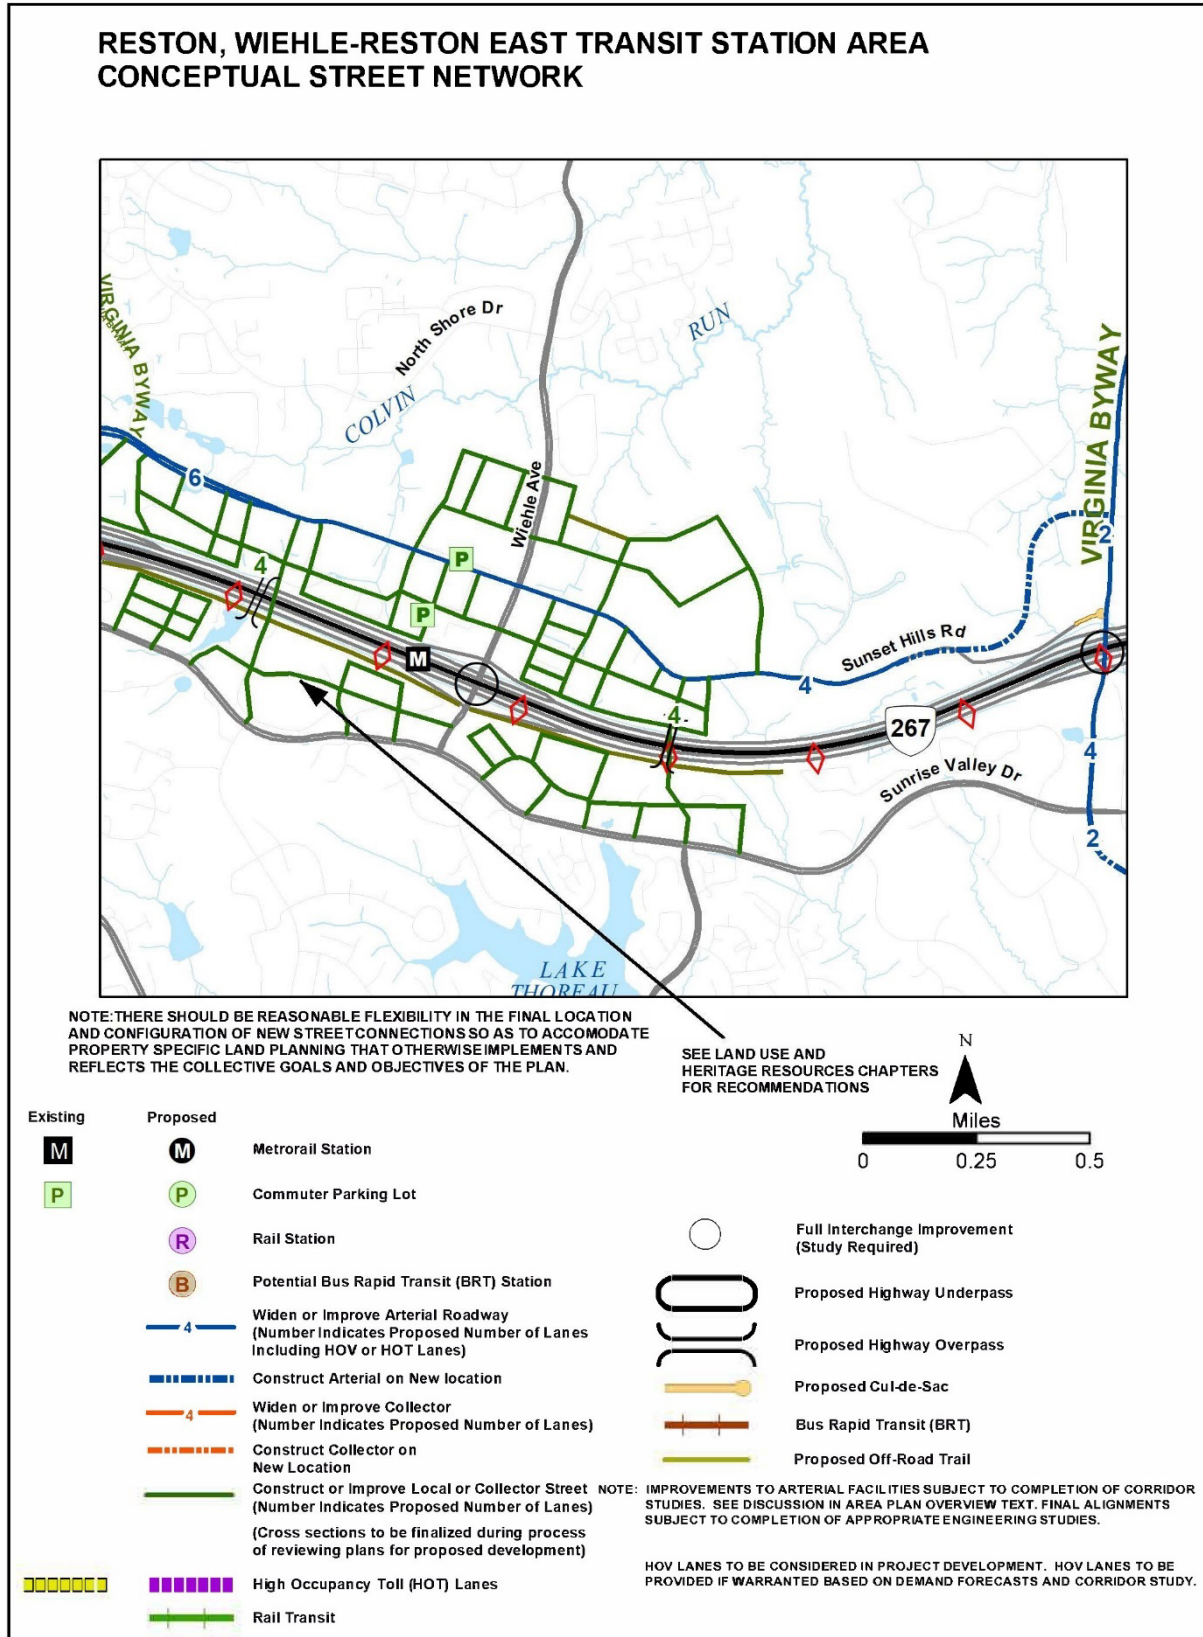 RESTON, WIEHLE-RESTON EAST TRANSIT STATION AREA
CONCEPTUAL STREET NETWORK
VIRGINIA BYWAY
North Shore Dr
COLVIN
RUN
VIRGINIA BYWAY
6
Wiehle Ave
P
2
4
P
M
Sunset Hills Rd
4
4
267
Sunrise Valley Dr
4
2
LAKE
THOREAU
NOTE:THERE SHOULD BE REASONABLE FLEXIBILITY IN THE FINAL LOCATION
AND CONFIGURATION OF NEW STREET CONNECTIONS SO AS TO ACCOMODATE
PROPERTY SPECIFIC LAND PLANNING THAT OTHERWISE IMPLEMENTS AND
REFLECTS THE COLLECTIVE GOALS AND OBJECTIVES OF THE PLAN.
SEE LAND USE AND
HERITAGE RESOURCES CHAPTERS
FOR RECOMMENDATIONS
N
Miles
0 0.25 0.5
Existing Proposed
M M Metrorail Station
P P Commuter Parking Lot
R Rail Station
B Potential Bus Rapid Transit (BRT) Station
4 Widen or Improve Arterial Roadway
(Number Indicates Proposed Number of Lanes
Including HOV or HOT Lanes)
Construct Arterial on New location
4 Widen or Improve Collector
(Number Indicates Proposed Number of Lanes)
Construct Collector on
New Location
Construct or Improve Local or Collector Street
(Number Indicates Proposed Number of Lanes)
(Cross sections to be finalized during process
of reviewing plans for proposed development)
High Occupancy Toll (HOT) Lanes
Rail Transit
Full Interchange Improvement
(Study Required)
Proposed Highway Underpass
Proposed Highway Overpass
Proposed Cul-de-Sac
Bus Rapid Transit (BRT)
Proposed Off-Road Trail
NOTE: IMPROVEMENTS TO ARTERIAL FACILITIES SUBJECT TO COMPLETION OF CORRIDOR
STUDIES. SEE DISCUSSION IN AREA PLAN OVERVIEW TEXT. FINAL ALIGNMENTS
SUBJECT TO COMPLETION OF APPROPRIATE ENGINEERING STUDIES.
HOV LANES TO BE CONSIDERED IN PROJECT DEVELOPMENT. HOV LANES TO BE
PROVIDED IF WARRANTED BASED ON DEMAND FORECASTS AND CORRIDOR STUDY.